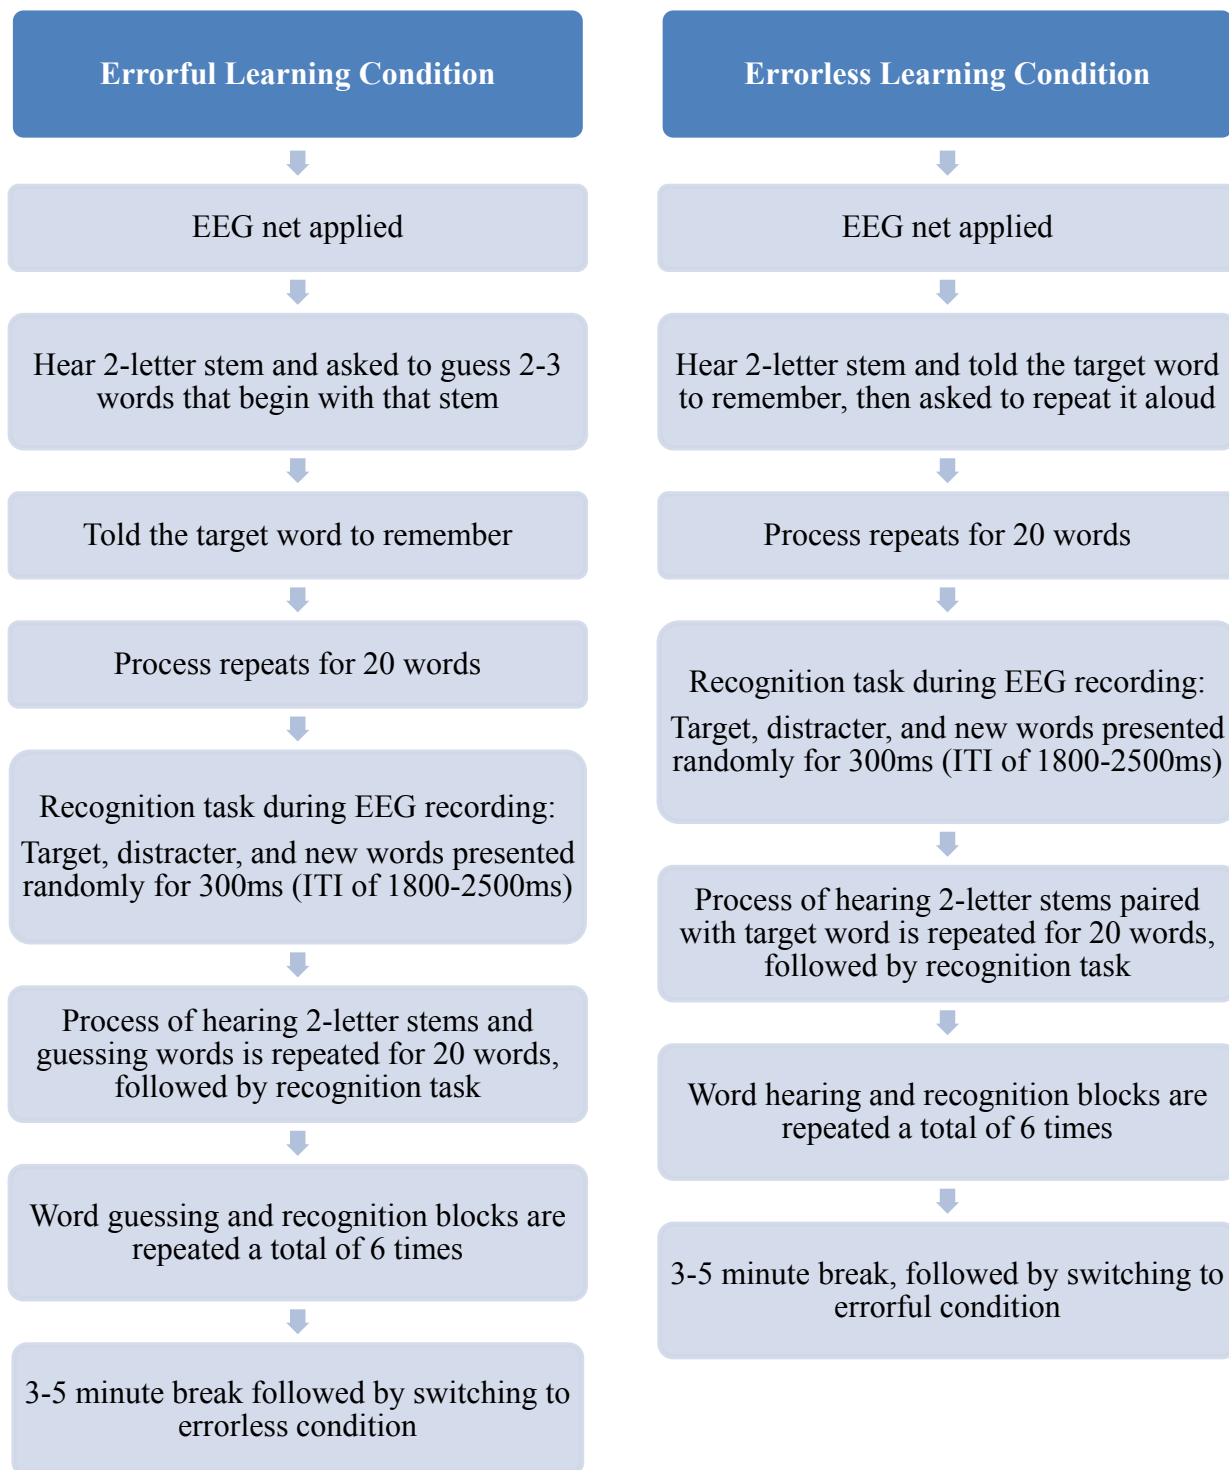 Errorful Learning Condition
EEG net applied
Hear 2-letter stem and asked to guess 2-3
words that begin with that stem
Told the target word to remember
Process repeats for 20 words
Recognition task during EEG recording:
Target, distracter, and new words presented
randomly for 300ms (ITI of 1800-2500ms)
Process of hearing 2-letter stems and
guessing words is repeated for 20 words,
followed by recognition task
Word guessing and recognition blocks are
repeated a total of 6 times
3-5 minute break followed by switching to
errorless condition
Errorless Learning Condition
EEG net applied
Hear 2-letter stem and told the target word
to remember, then asked to repeat it aloud
Process repeats for 20 words
Recognition task during EEG recording:
Target, distracter, and new words presented
randomly for 300ms (ITI of 1800-2500ms)
Process of hearing 2-letter stems paired
with target word is repeated for 20 words,
followed by recognition task
Word hearing and recognition blocks are
repeated a total of 6 times
3-5 minute break, followed by switching to
errorful condition